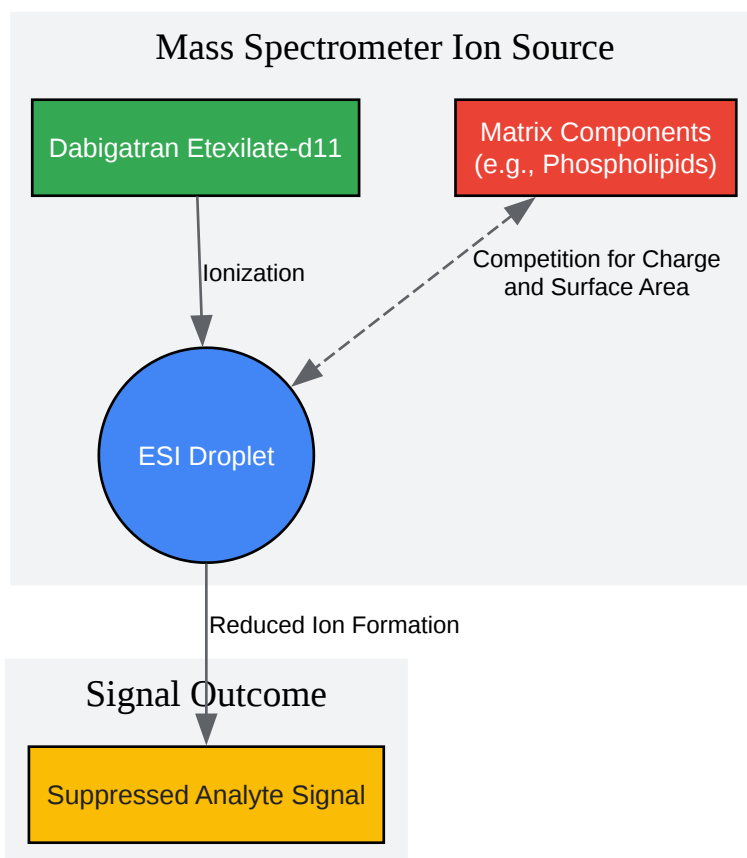 Mass Spectrometer Ion Source
Dabigatran Etexilate-d11
Matrix Components
(e.g., Phospholipids)
Ionization
Competition for Charge
and Surface Area
ESI Droplet
Reduced Ion Formation
Signal Outcome
Suppressed Analyte Signal